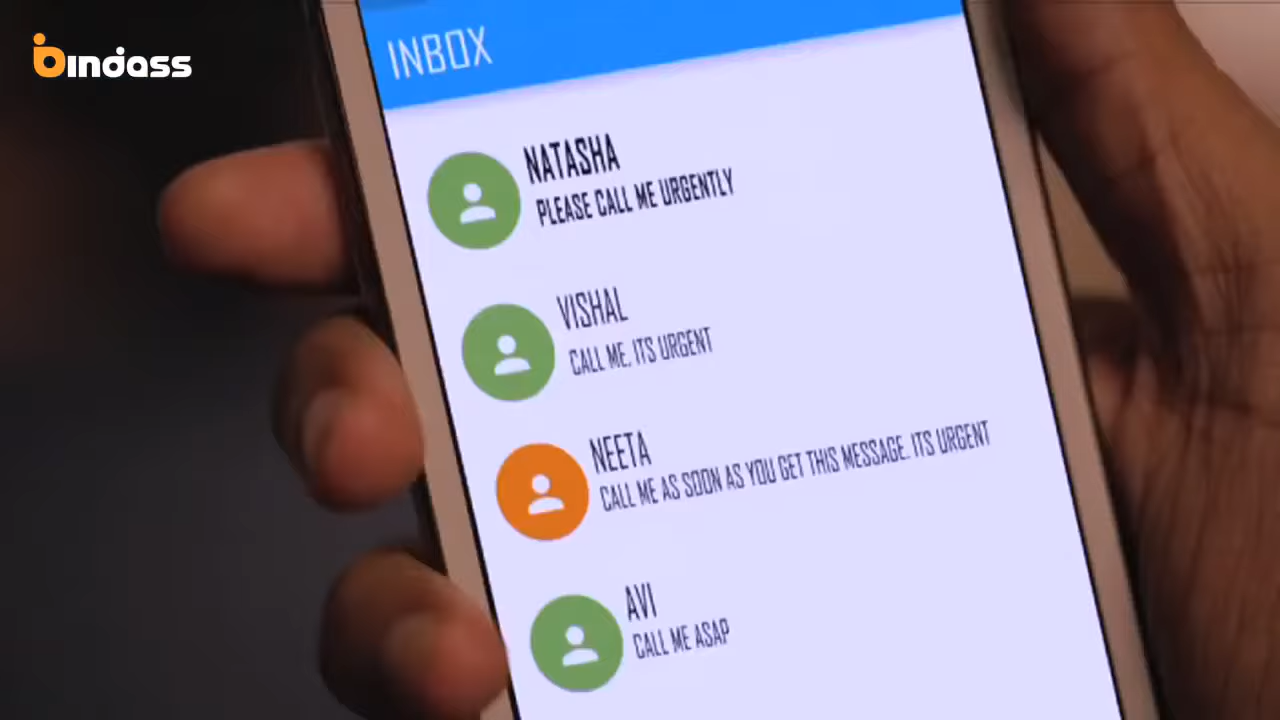 bindass
INBOX
NATASHA
PLEASE CALL ME URGENTLY
VISHAL
CALL ME. ITS URGENT
NEETA
CALL ME AS SOON AS YOU GET THIS MESSAGE. ITS URGENT
AVI
CALL ME ASAP